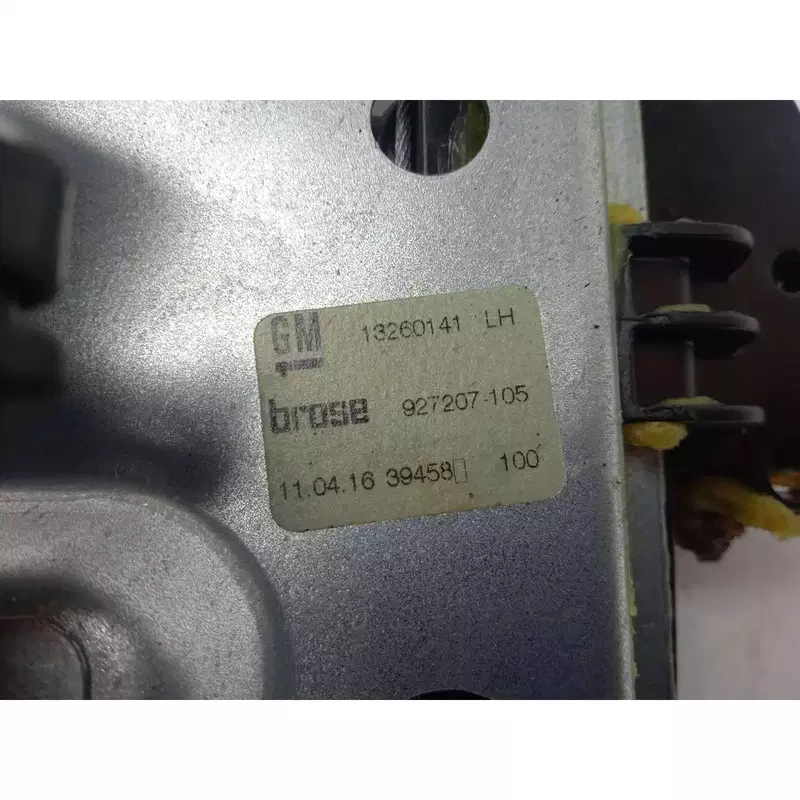 GM 13260141 LH
brose 927207-105
11.04.16 39458▯ 100